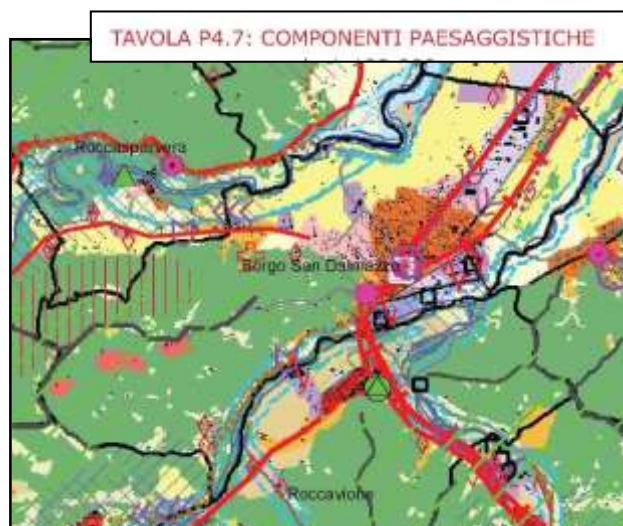 TAVOLA P4.7: COMPONENTI PAESAGGISTICHE
Roccasparvera
Borgo San Dalmazzo
Roccavione